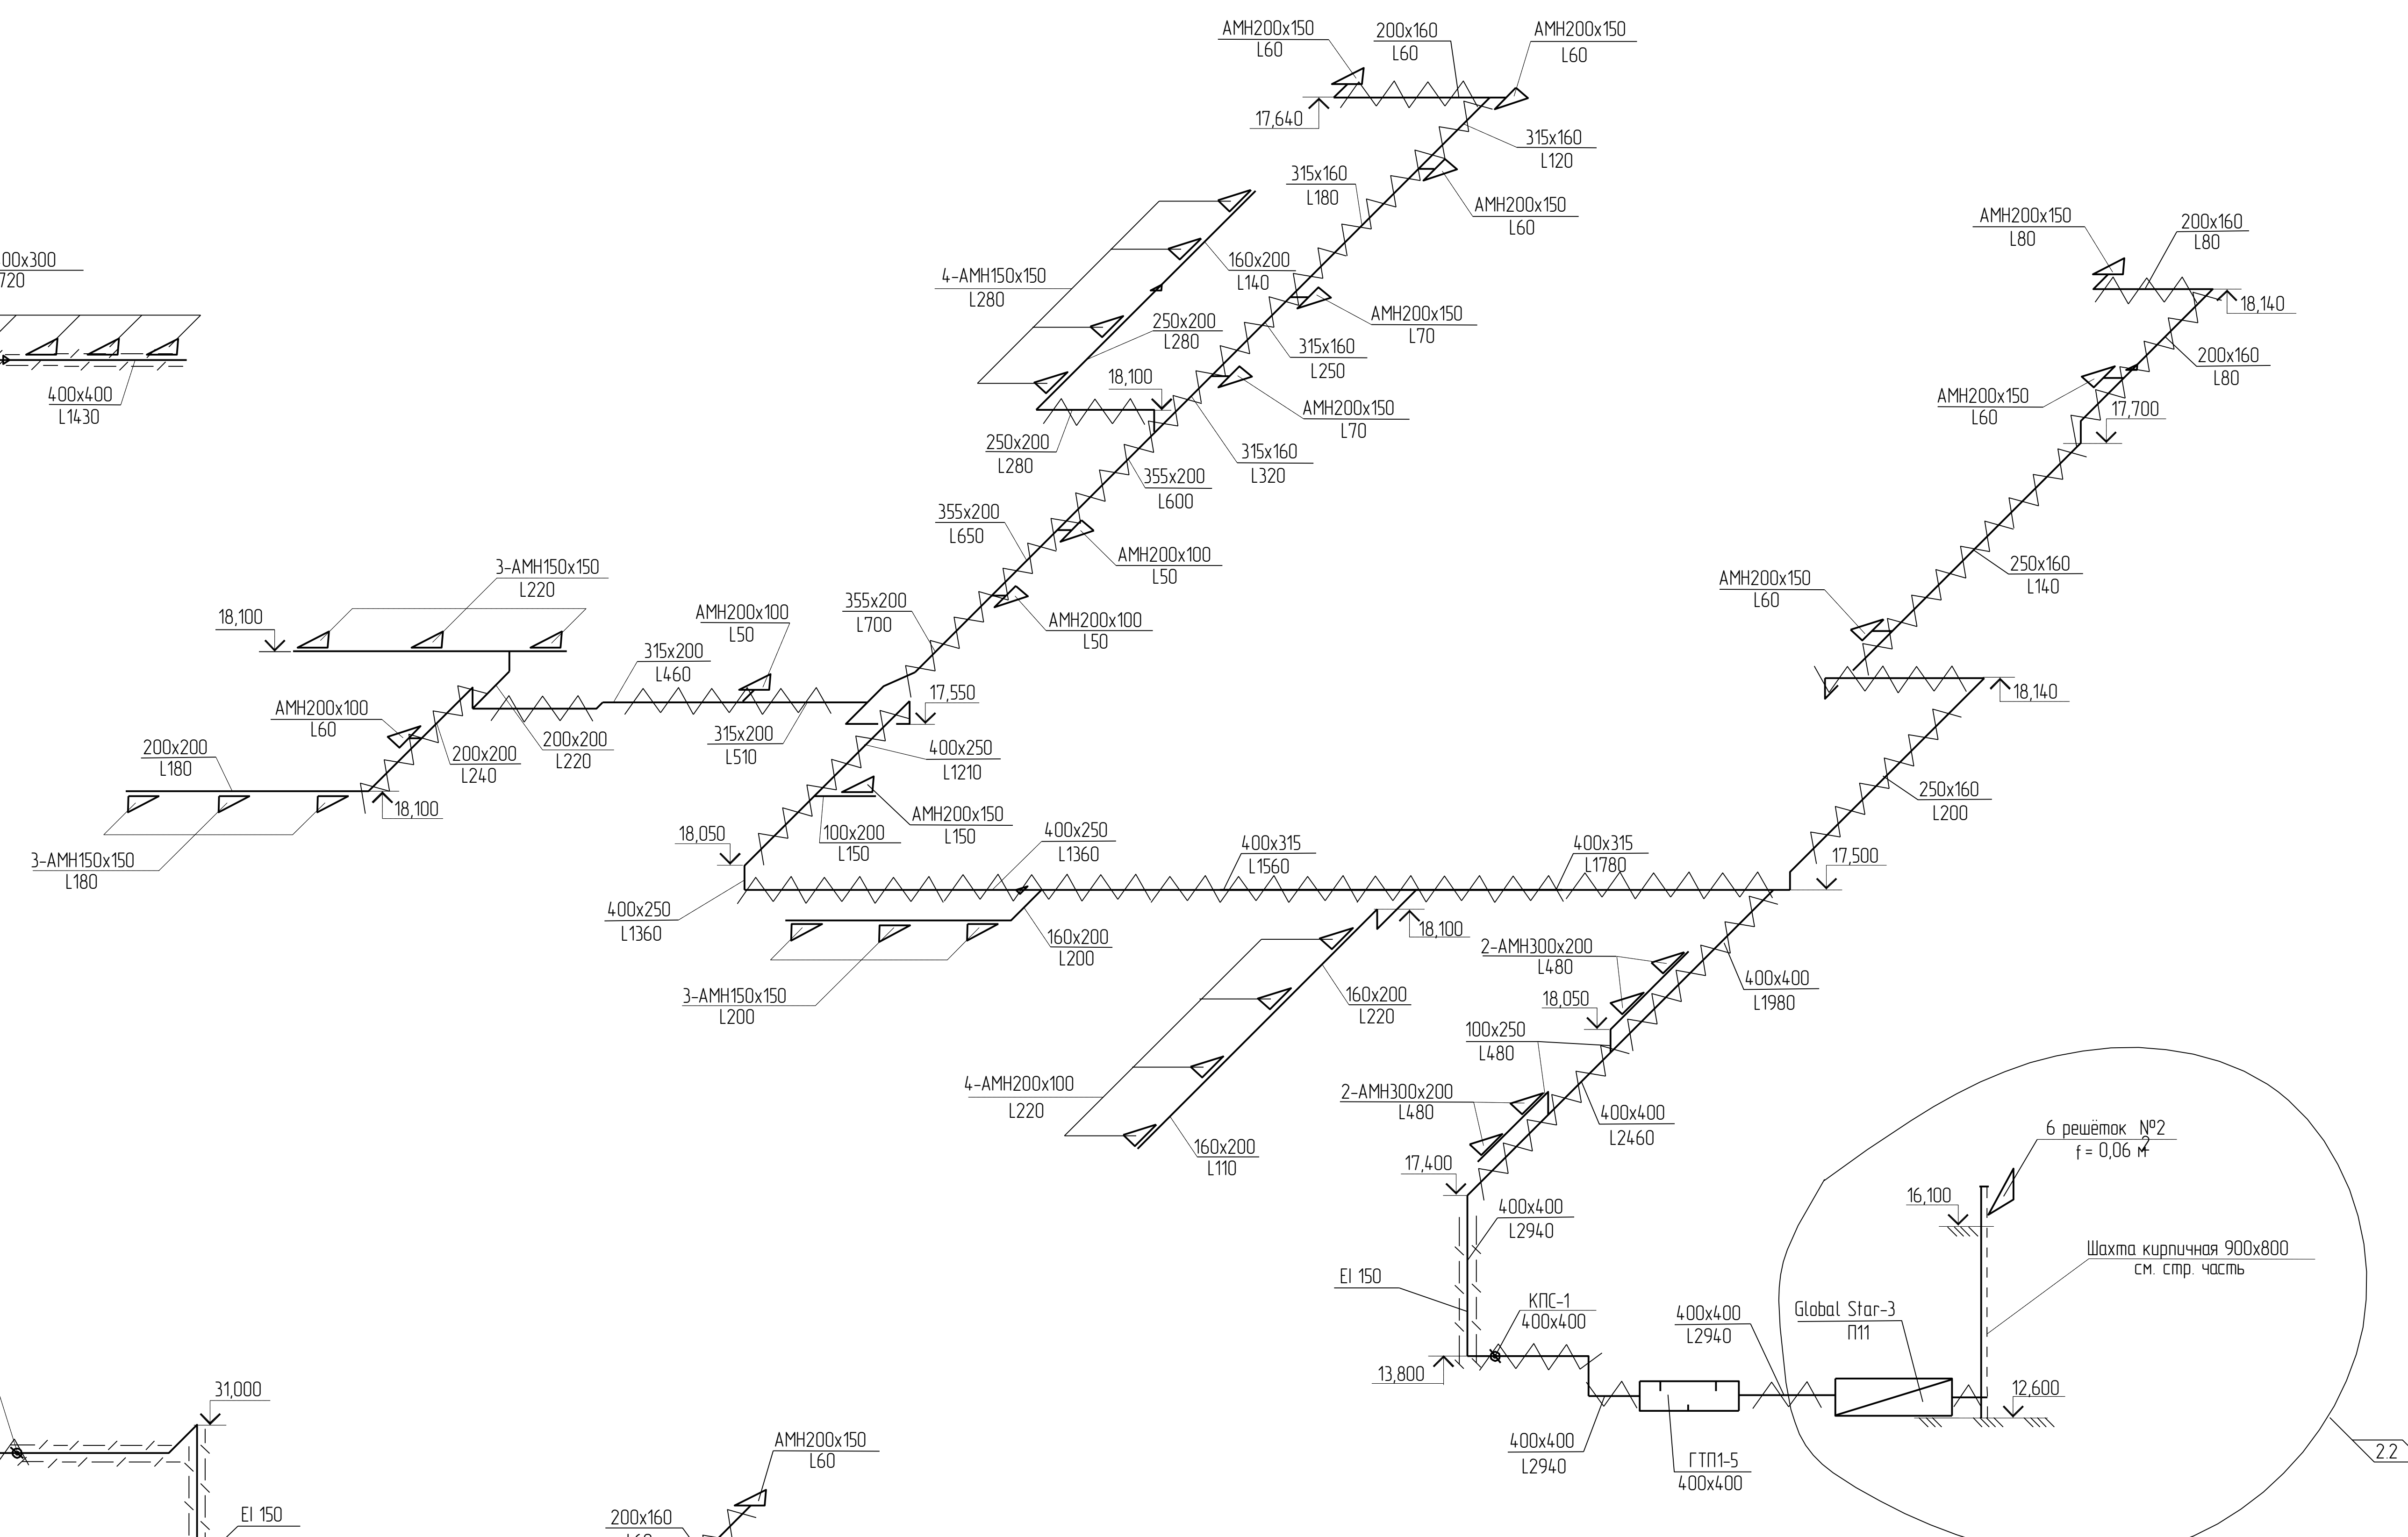 АМН200х150
L60
200х160
L60
АМН200х150
L60
17,640
315х160
L120
315х160
L180
АМН200х150
L60
АМН200х150
L80
200х160
L80
18,140
00х300
720
4-АМН150х150
L280
160х200
L140
АМН200х150
L70
250х200
L280
315х160
L250
200х160
L80
АМН200х150
L60
17,700
400х400
L1430
18,100
АМН200х150
L70
250х200
L280
315х160
L320
355х200
L600
355х200
L650
АМН200х100
L50
250х160
L140
3-АМН150х150
L220
АМН200х150
L60
18,100
АМН200х100
L50
355х200
L700
АМН200х100
L50
315х200
L460
17,550
18,140
АМН200х100
L60
200х200
L180
200х200
L240
200х200
L220
315х200
L510
400х250
L1210
250х160
L200
18,100
АМН200х150
L150
100х200
L150
18,050
400х250
L1360
400х315
L1560
400х315
L1780
17,500
3-АМН150х150
L180
400х250
L1360
160х200
L200
18,100
2-АМН300х200
L480
400х400
L1980
3-АМН150х150
L200
160х200
L220
18,050
100х250
L480
4-АМН200х100
L220
2-АМН300х200
L480
400х400
L2460
160х200
L110
6 решёток №2
f = 0,06 м2
17,400
400х400
L2940
16,100
Шахта кирпичная 900х800
см. стр. часть
EI 150
КПС-1
400х400
400х400
L2940
Global Star-3
П11
13,800
12,600
31,000
АМН200х150
L60
400х400
L2940
ГТП1-5
400х400
2.2
EI 150
200х160
L60